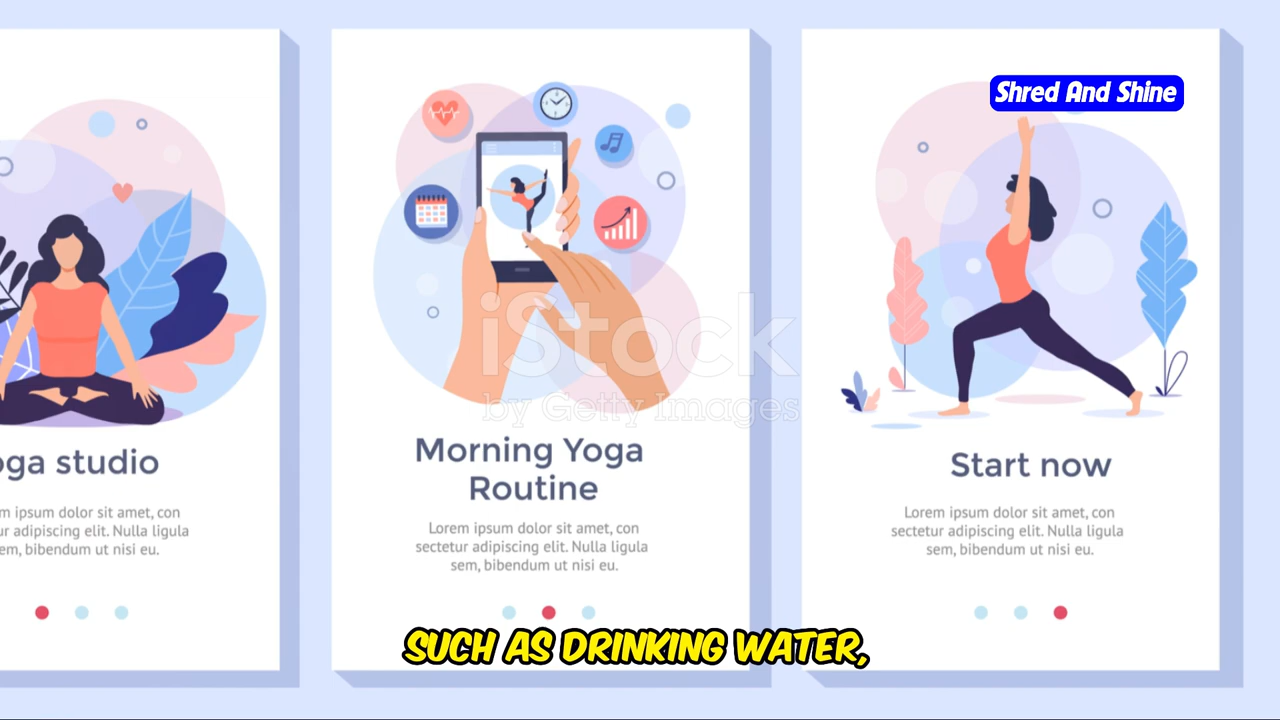 Shred And Shine
iStock
by Getty Images
oga studio
m ipsum dolor sit amet, con
ur adipiscing elit. Nulla ligula
sem, bibendum ut nisi eu.
Morning Yoga
Routine
Lorem ipsum dolor sit amet, con
sectetur adipiscing elit. Nulla ligula
sem, bibendum ut nisi eu.
Start now
Lorem ipsum dolor sit amet, con
sectetur adipiscing elit. Nulla ligula
sem, bibendum ut nisi eu.
SUCH AS DRINKING WATER,